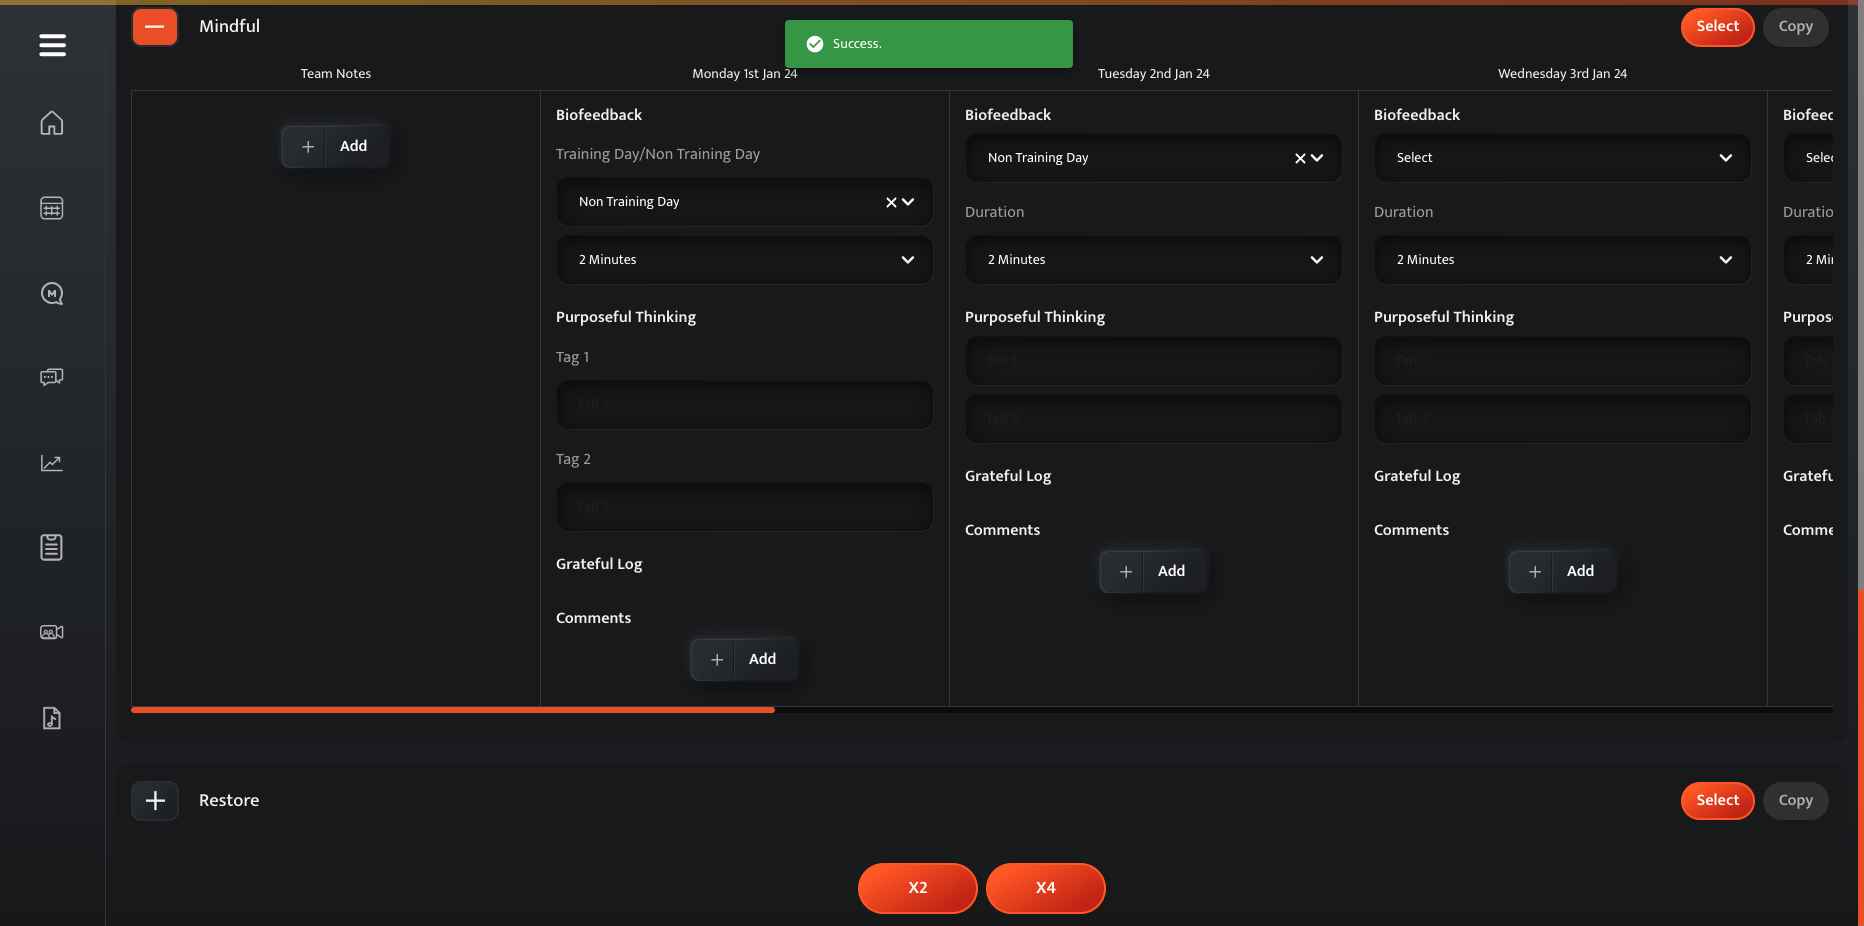 Mindful
Select
Copy
Success.
Team Notes
Monday 1st Jan 24
Tuesday 2nd Jan 24
Wednesday 3rd Jan 24
Add
Biofeedback
Training Day/Non Training Day
Non Training Day
2 Minutes
Purposeful Thinking
Tag 1
Tab 1
Tag 2
Tab 2
Grateful Log
Comments
Add
Biofeedback
Non Training Day
Duration
2 Minutes
Purposeful Thinking
Tab 1
Tab 2
Grateful Log
Comments
Add
Biofeedback
Select
Duration
2 Minutes
Purposeful Thinking
Tab 1
Tab 2
Grateful Log
Comments
Add
Biofeed
Selec
Duratio
2 Mi
Purpos
Tab
Tab
Gratefu
Comme
Restore
Select
Copy
X2
X4
M